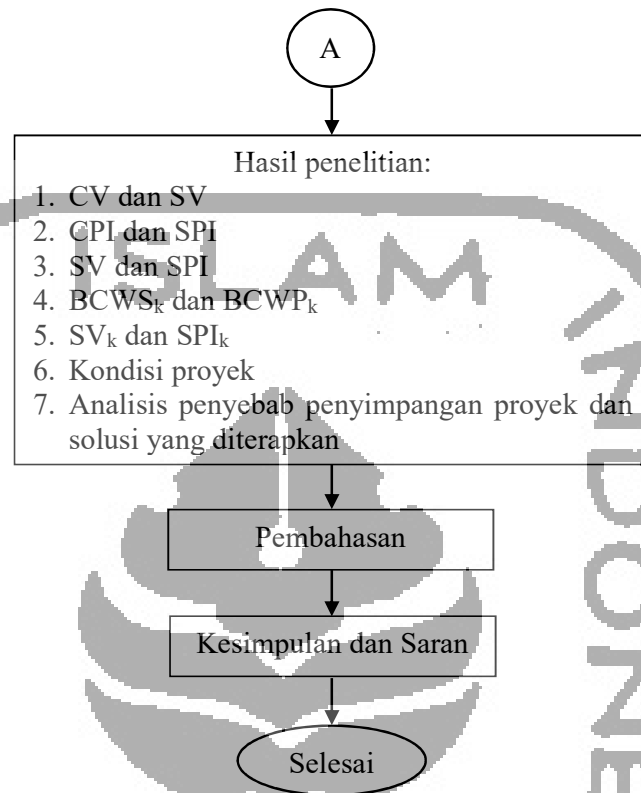 A
Hasil penelitian:
1. CV dan SV
2. CPI dan SPI
3. SV dan SPI
4. BCWSₖ dan BCWPₖ
5. SVₖ dan SPIₖ
6. Kondisi proyek
7. Analisis penyebab penyimpangan proyek dan
solusi yang diterapkan
Pembahasan
Kesimpulan dan Saran
Selesai
ISLAM
INDONE